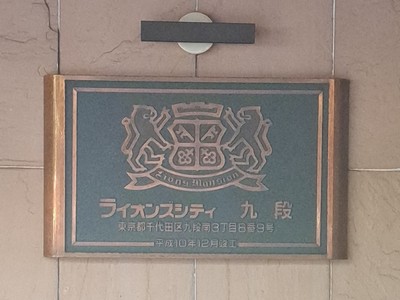 Lions Mansion
ライオンズシティ 九段
東京都千代田区九段南3丁目6番9号
平成10年12月竣工